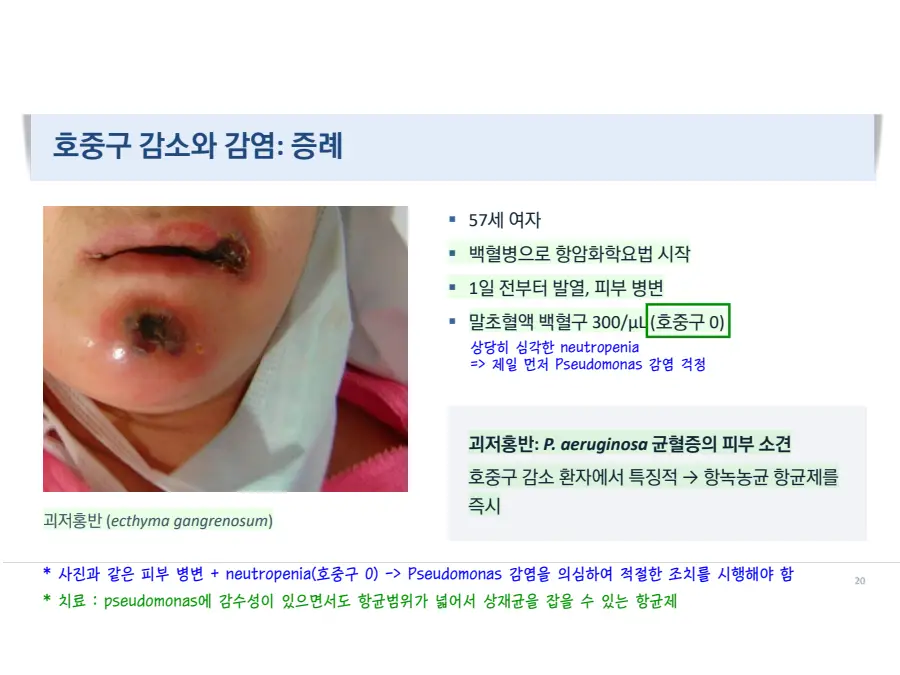 호중구 감소와 감염: 증례
57세 여자
백혈병으로 항암화학요법 시작
1일 전부터 발열, 피부 병변
말초혈액 백혈구 300/μL (호중구 0)
상당히 심각한 neutropenia
=> 제일 먼저 Pseudomonas 감염 걱정
괴저홍반: P. aeruginosa 균혈증의 피부 소견
호중구 감소 환자에서 특징적 → 항녹농균 항균제를
즉시
괴저홍반 (ecthyma gangrenosum)
* 사진과 같은 피부 병변 + neutropenia(호중구 0) -> Pseudomonas 감염을 의심하여 적절한 조치를 시행해야 함
20
* 치료 : pseudomonas에 감수성이 있으면서도 항균범위가 넓어서 상재균을 잡을 수 있는 항균제